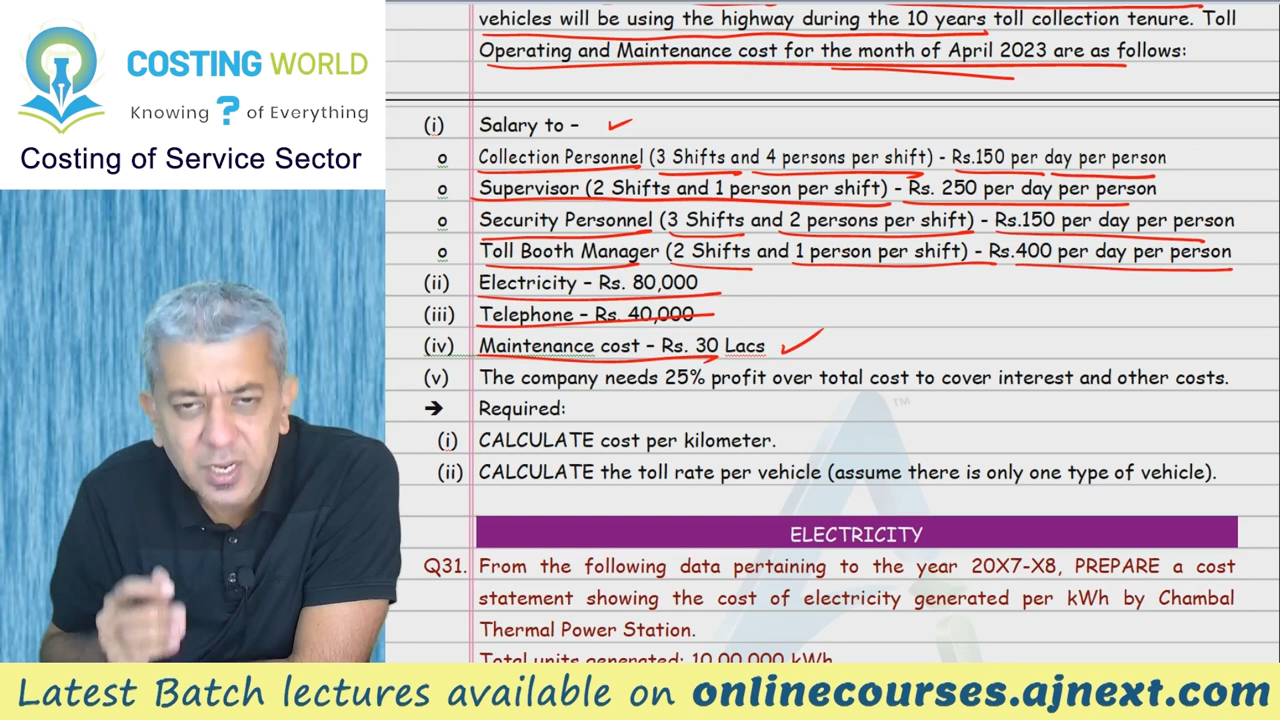 COSTING WORLD
Knowing ? of Everything
Costing of Service Sector
vehicles will be using the highway during the 10 years toll collection tenure. Toll
Operating and Maintenance cost for the month of April 2023 are as follows:
(i) Salary to –
o Collection Personnel (3 Shifts and 4 persons per shift) - Rs.150 per day per person
o Supervisor (2 Shifts and 1 person per shift) - Rs. 250 per day per person
o Security Personnel (3 Shifts and 2 persons per shift) - Rs.150 per day per person
o Toll Booth Manager (2 Shifts and 1 person per shift) - Rs.400 per day per person
(ii) Electricity – Rs. 80,000
(iii) Telephone – Rs. 40,000
(iv) Maintenance cost – Rs. 30 Lacs
(v) The company needs 25% profit over total cost to cover interest and other costs.
➔ Required:
(i) CALCULATE cost per kilometer.
(ii) CALCULATE the toll rate per vehicle (assume there is only one type of vehicle).
TM
ELECTRICITY
Q31. From the following data pertaining to the year 20X7-X8, PREPARE a cost
statement showing the cost of electricity generated per kWh by Chambal
Thermal Power Station.
Total units generated: 10,00,000 kWh
Latest Batch lectures available on onlinecourses.ajnext.com